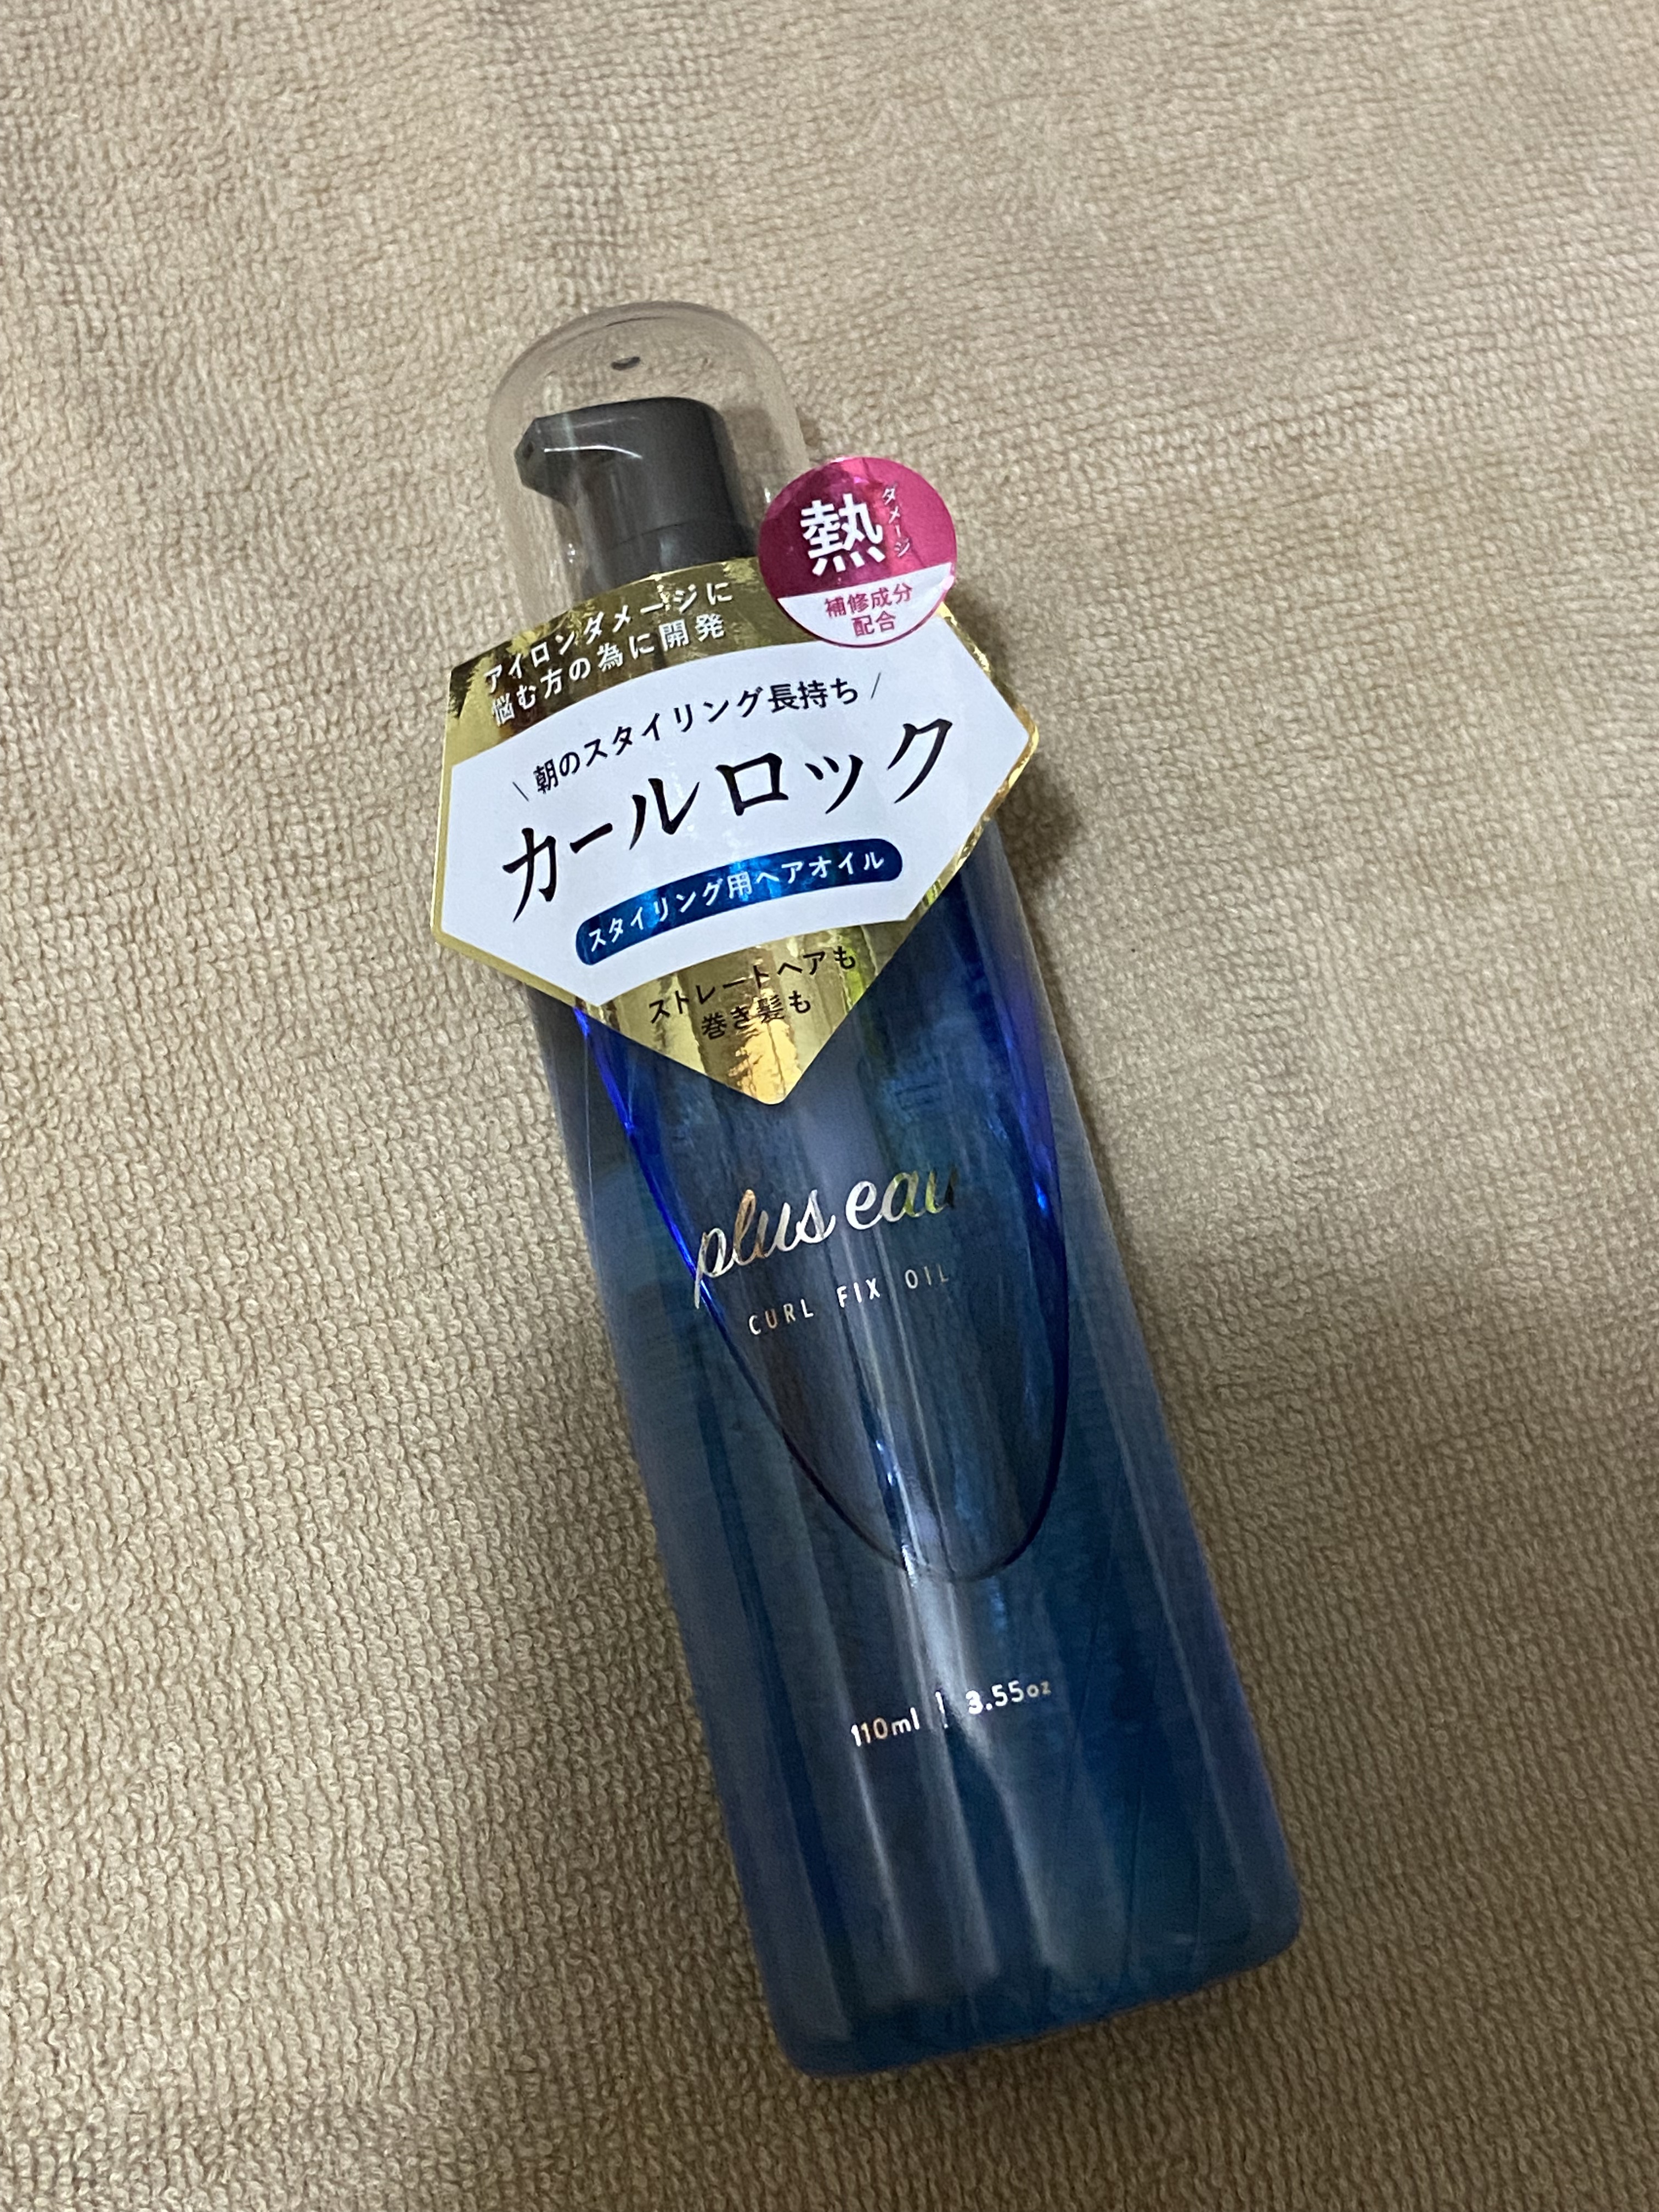 熱
ダメージ
補修成分
配合
アイロンダメージに
悩む方の為に開発
\ 朝のスタイリング長持ち /
カールロック
スタイリング用ヘアオイル
ストレートヘアも
巻き髪も
plus eau
CURL FIX OIL
110ml | 3.55oz